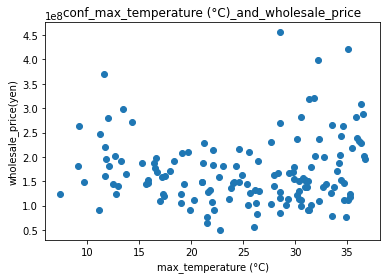 1e8
conf_max_temperature (°C)_and_wholesale_price
4.5
4.0
3.5
3.0
2.5
2.0
1.5
1.0
0.5
wholesale_price(yen)
10 15 20 25 30 35
max_temperature (°C)